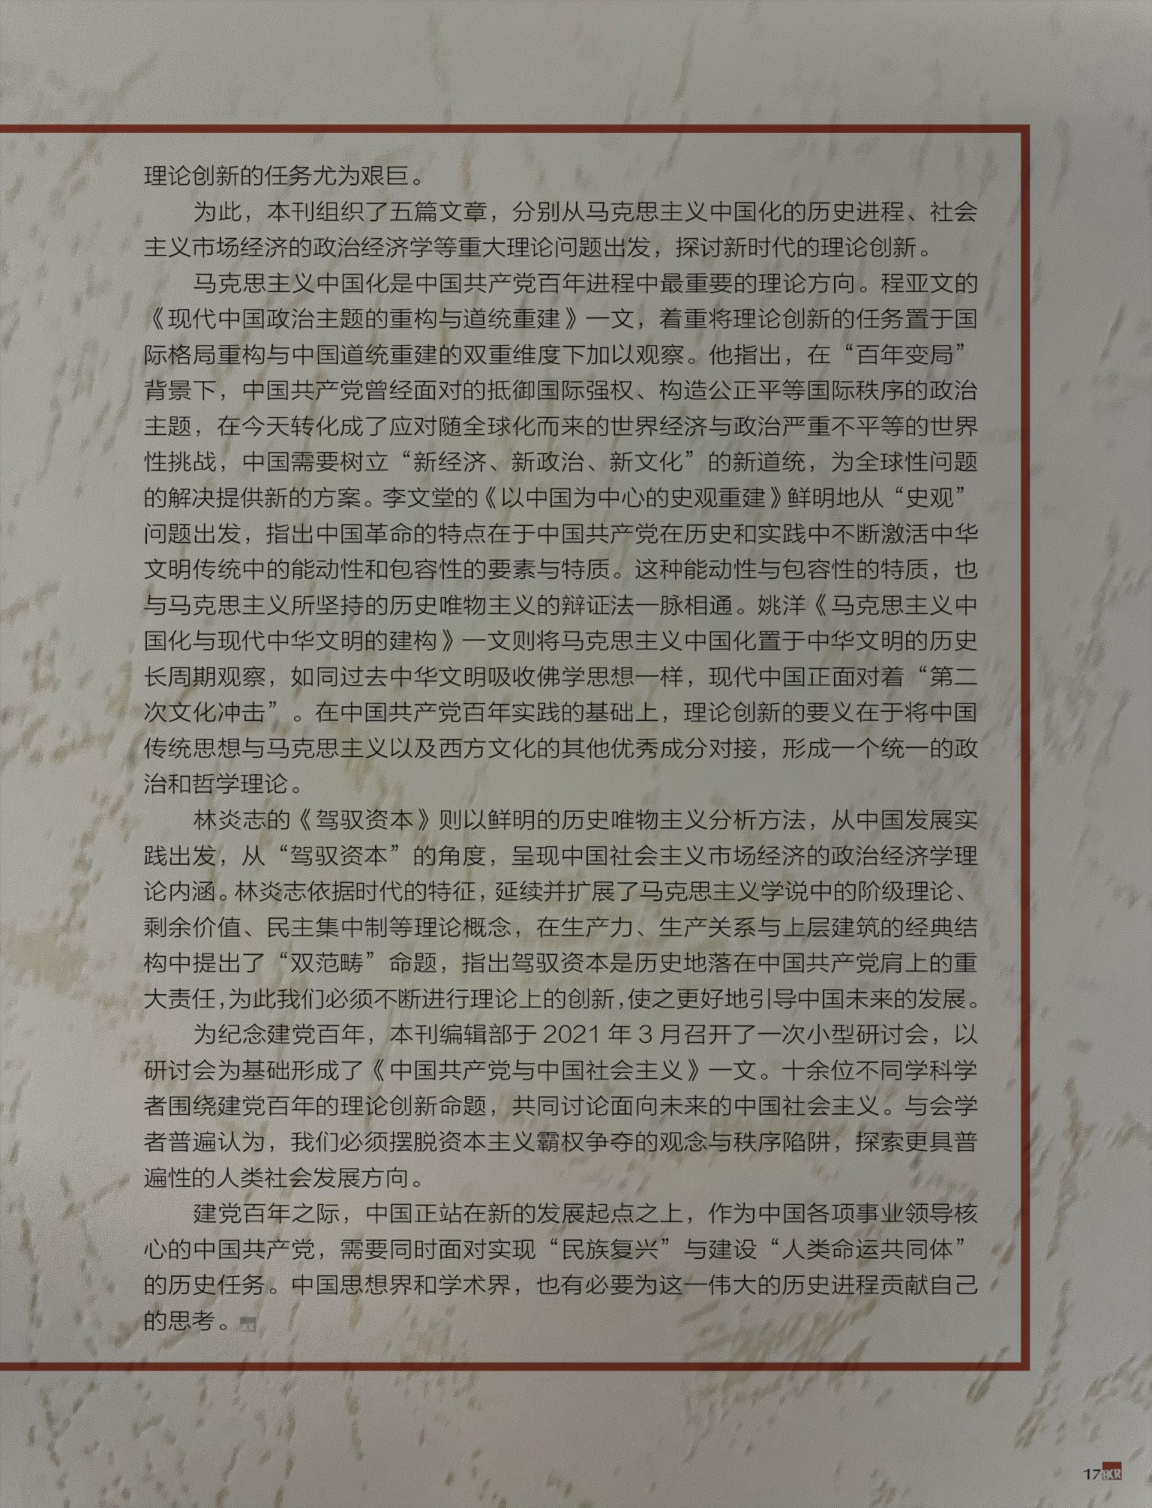 理论创新的任务尤为艰巨。
为此，本刊组织了五篇文章，分别从马克思主义中国化的历史进程、社会
主义市场经济的政治经济学等重大理论问题出发，探讨新时代的理论创新。
马克思主义中国化是中国共产党百年进程中最重要的理论方向。程亚文的
《现代中国政治主题的重构与道统重建》一文，着重将理论创新的任务置于国
际格局重构与中国道统重建的双重维度下加以观察。他指出，在“百年变局”
背景下，中国共产党曾经面对的抵御国际强权、构造公正平等国际秩序的政治
主题，在今天转化成了应对随全球化而来的世界经济与政治严重不平等的世界
性挑战，中国需要树立“新经济、新政治、新文化”的新道统，为全球性问题
的解决提供新的方案。李文堂的《以中国为中心的史观重建》鲜明地从“史观”
问题出发，指出中国革命的特点在于中国共产党在历史和实践中不断激活中华
文明传统中的能动性和包容性的要素与特质。这种能动性与包容性的特质，也
与马克思主义所坚持的历史唯物主义的辩证法一脉相通。姚洋《马克思主义中
国化与现代中华文明的建构》一文则将马克思主义中国化置于中华文明的历史
长周期观察，如同过去中华文明吸收佛学思想一样，现代中国正面对着“第二
次文化冲击”。在中国共产党百年实践的基础上，理论创新的要义在于将中国
传统思想与马克思主义以及西方文化的其他优秀成分对接，形成一个统一的政
治和哲学理论。
林炎志的《驾驭资本》则以鲜明的历史唯物主义分析方法，从中国发展实
践出发，从“驾驭资本”的角度，呈现中国社会主义市场经济的政治经济学理
论内涵。林炎志依据时代的特征，延续并扩展了马克思主义学说中的阶级理论、
剩余价值、民主集中制等理论概念，在生产力、生产关系与上层建筑的经典结
构中提出了“双范畴”命题，指出驾驭资本是历史地落在中国共产党肩上的重
大责任，为此我们必须不断进行理论上的创新，使之更好地引导中国未来的发展。
为纪念建党百年，本刊编辑部于 2021 年 3 月召开了一次小型研讨会，以
研讨会为基础形成了《中国共产党与中国社会主义》一文。十余位不同学科学
者围绕建党百年的理论创新命题，共同讨论面向未来的中国社会主义。与会学
者普遍认为，我们必须摆脱资本主义霸权争夺的观念与秩序陷阱，探索更具普
遍性的人类社会发展方向。
建党百年之际，中国正站在新的发展起点之上，作为中国各项事业领导核
心的中国共产党，需要同时面对实现“民族复兴”与建设“人类命运共同体”
的历史任务。中国思想界和学术界，也有必要为这一伟大的历史进程贡献自己
的思考。
17